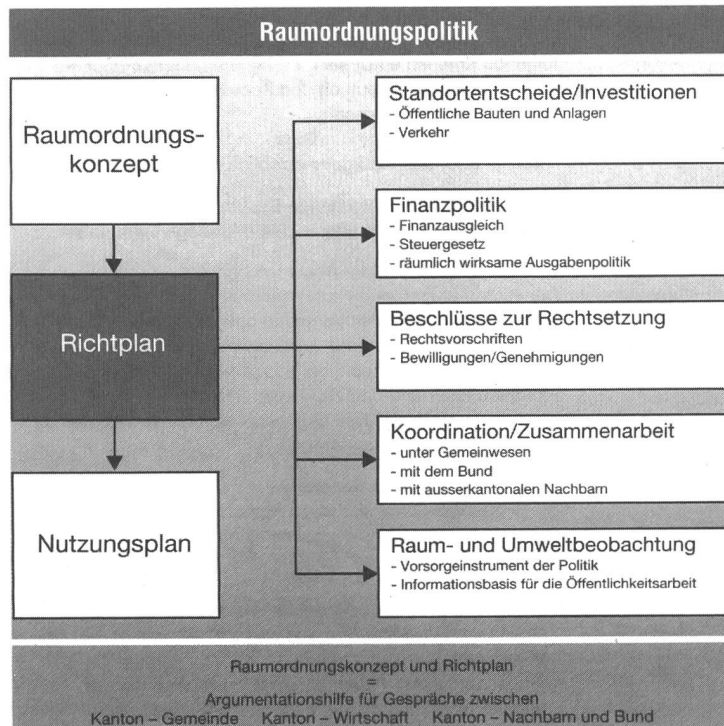 Raumordnungspolitik
Raumordnungs-
konzept
Richtplan
Nutzungsplan
Standortentscheide/Investitionen
- Öffentliche Bauten und Anlagen
- Verkehr
Finanzpolitik
- Finanzausgleich
- Steuergesetz
- räumlich wirksame Ausgabenpolitik
Beschlüsse zur Rechtsetzung
- Rechtsvorschriften
- Bewilligungen/Genehmigungen
Koordination/Zusammenarbeit
- unter Gemeinwesen
- mit dem Bund
- mit ausserkantonalen Nachbarn
Raum- und Umweltbeobachtung
- Vorsorgeinstrument der Politik
- Informationsbasis für die Öffentlichkeitsarbeit
Raumordnungskonzept und Richtplan
=
Argumentationshilfe für Gespräche zwischen
Kanton – Gemeinde Kanton – Wirtschaft Kanton – Nachbarn und Bund